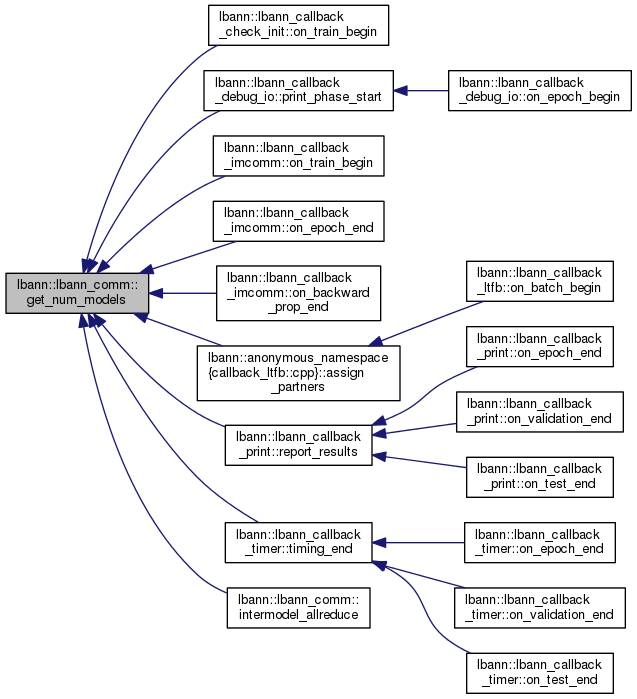 lbann::lbann_callback
_check_init::on_train_begin
lbann::lbann_callback
_debug_io::print_phase_start
lbann::lbann_callback
_debug_io::on_epoch_begin
lbann::lbann_callback
_imcomm::on_train_begin
lbann::lbann_callback
_imcomm::on_epoch_end
lbann::lbann_comm::
get_num_models
lbann::lbann_callback
_imcomm::on_backward
_prop_end
lbann::lbann_callback
_ltfb::on_batch_begin
lbann::anonymous_namespace
{callback_ltfb::cpp}::assign
_partners
lbann::lbann_callback
_print::on_epoch_end
lbann::lbann_callback
_print::on_validation_end
lbann::lbann_callback
_print::report_results
lbann::lbann_callback
_print::on_test_end
lbann::lbann_callback
_timer::timing_end
lbann::lbann_callback
_timer::on_epoch_end
lbann::lbann_comm::
intermodel_allreduce
lbann::lbann_callback
_timer::on_validation_end
lbann::lbann_callback
_timer::on_test_end